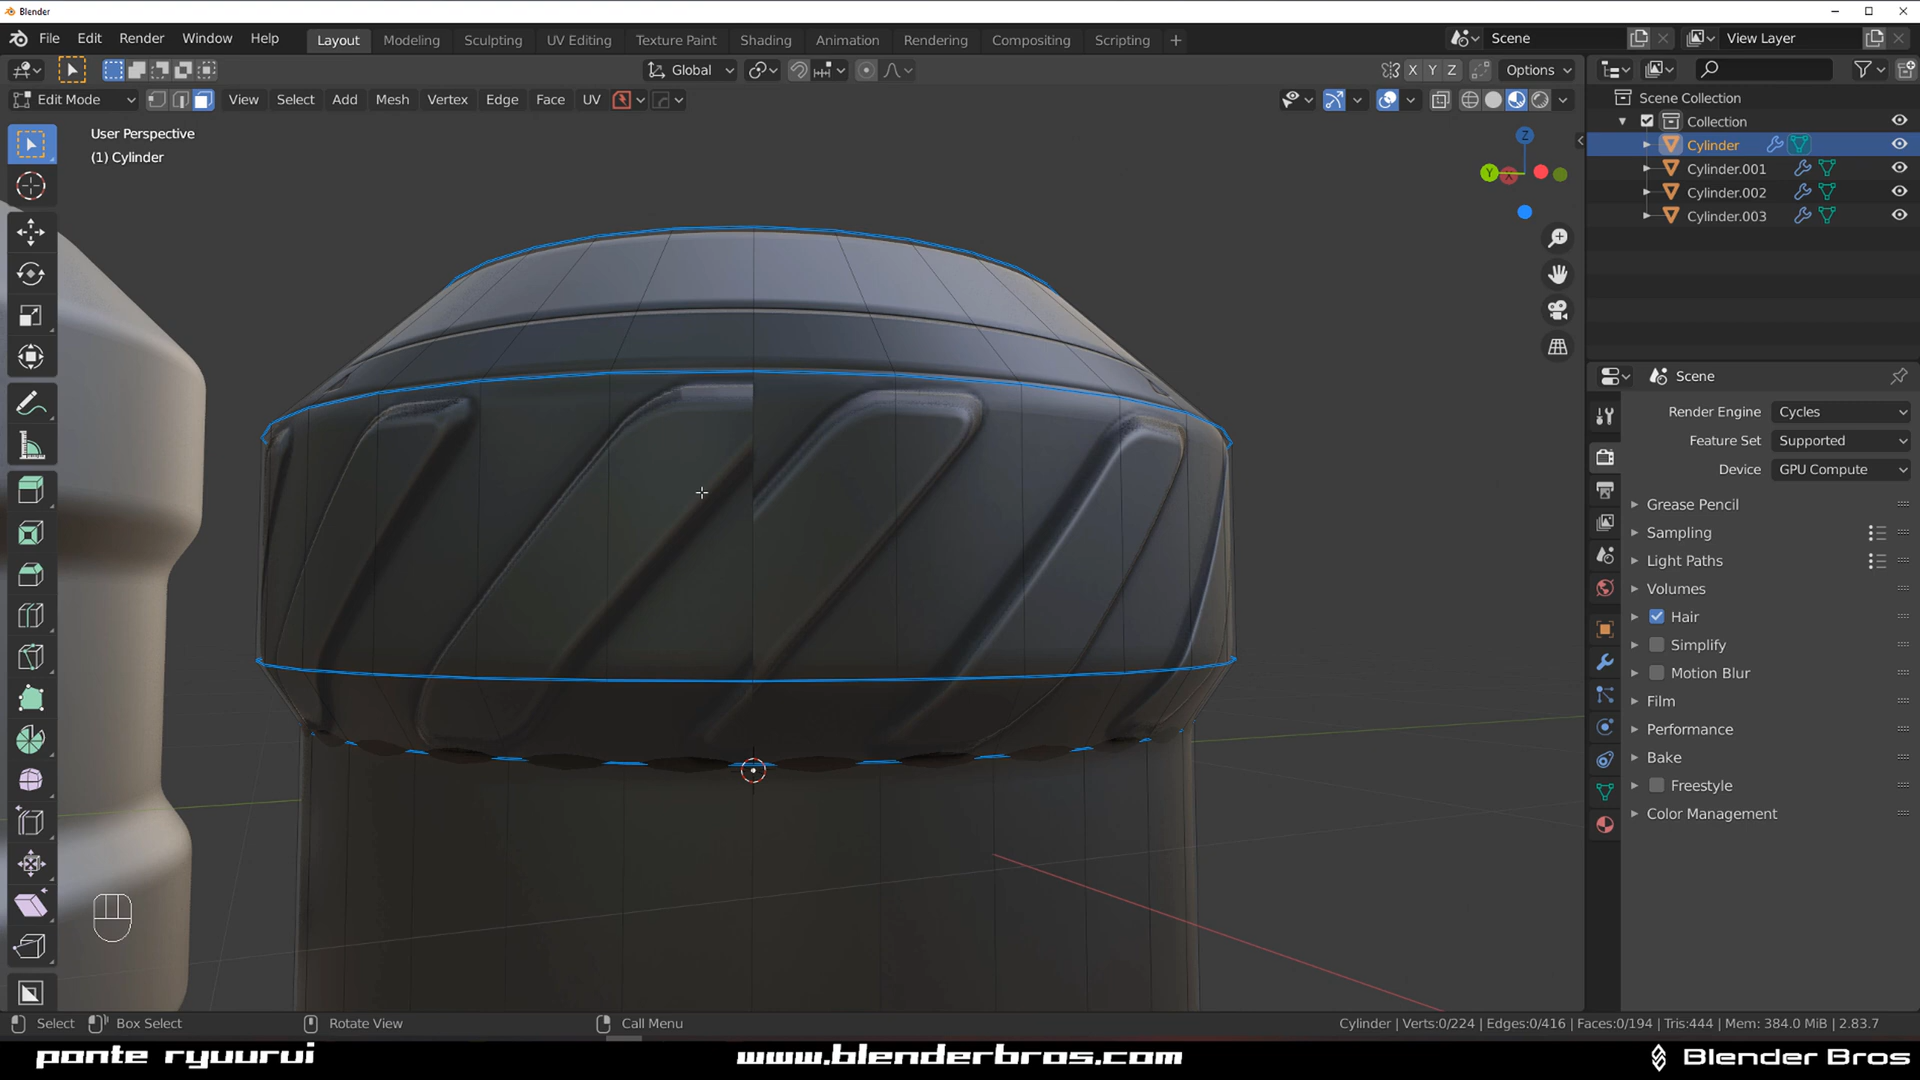 Blender
File Edit Render Window Help Layout Modeling Sculpting UV Editing Texture Paint Shading Animation Rendering Compositing Scripting + Scene View Layer
Global X Y Z Options
Edit Mode View Select Add Mesh Vertex Edge Face UV
User Perspective
(1) Cylinder
Z
Y
X
Scene Collection
Collection
Cylinder
Cylinder.001
Cylinder.002
Cylinder.003
Scene
Render Engine Cycles
Feature Set Supported
Device GPU Compute
Grease Pencil
Sampling
Light Paths
Volumes
Hair
Simplify
Motion Blur
Film
Performance
Bake
Freestyle
Color Management
Select Box Select Rotate View Call Menu Cylinder | Verts:0/224 | Edges:0/416 | Faces:0/194 | Tris:444 | Mem: 384.0 MiB | 2.83.7
ponte ryuurui www.blenderbros.com Blender Bros